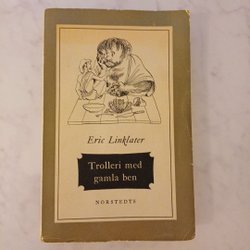 Eric Linklater
Trolleri med
gamla ben
NORSTEDTS